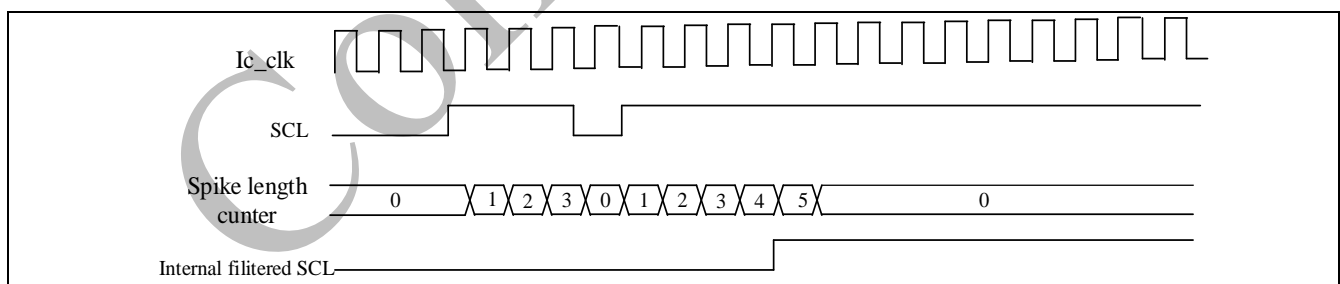 Ic_clk
SCL
Spike length
cunter
0 1 2 3 0 1 2 3 4 5 0
Internal filitered SCL